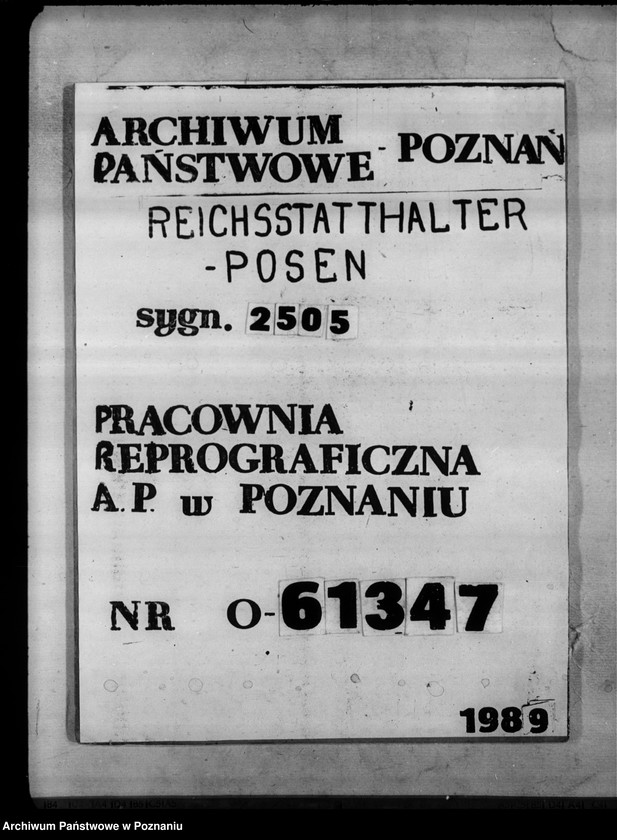 ARCHIWUM
PAŃSTWOWE - POZNAŃ
REICHSSTATTHALTER
-POSEN
sygn. 2505
PRACOWNIA
REPROGRAFICZNA
A.P. w POZNANIU
NR O-61347
1989
Archiwum Państwowe w Poznaniu